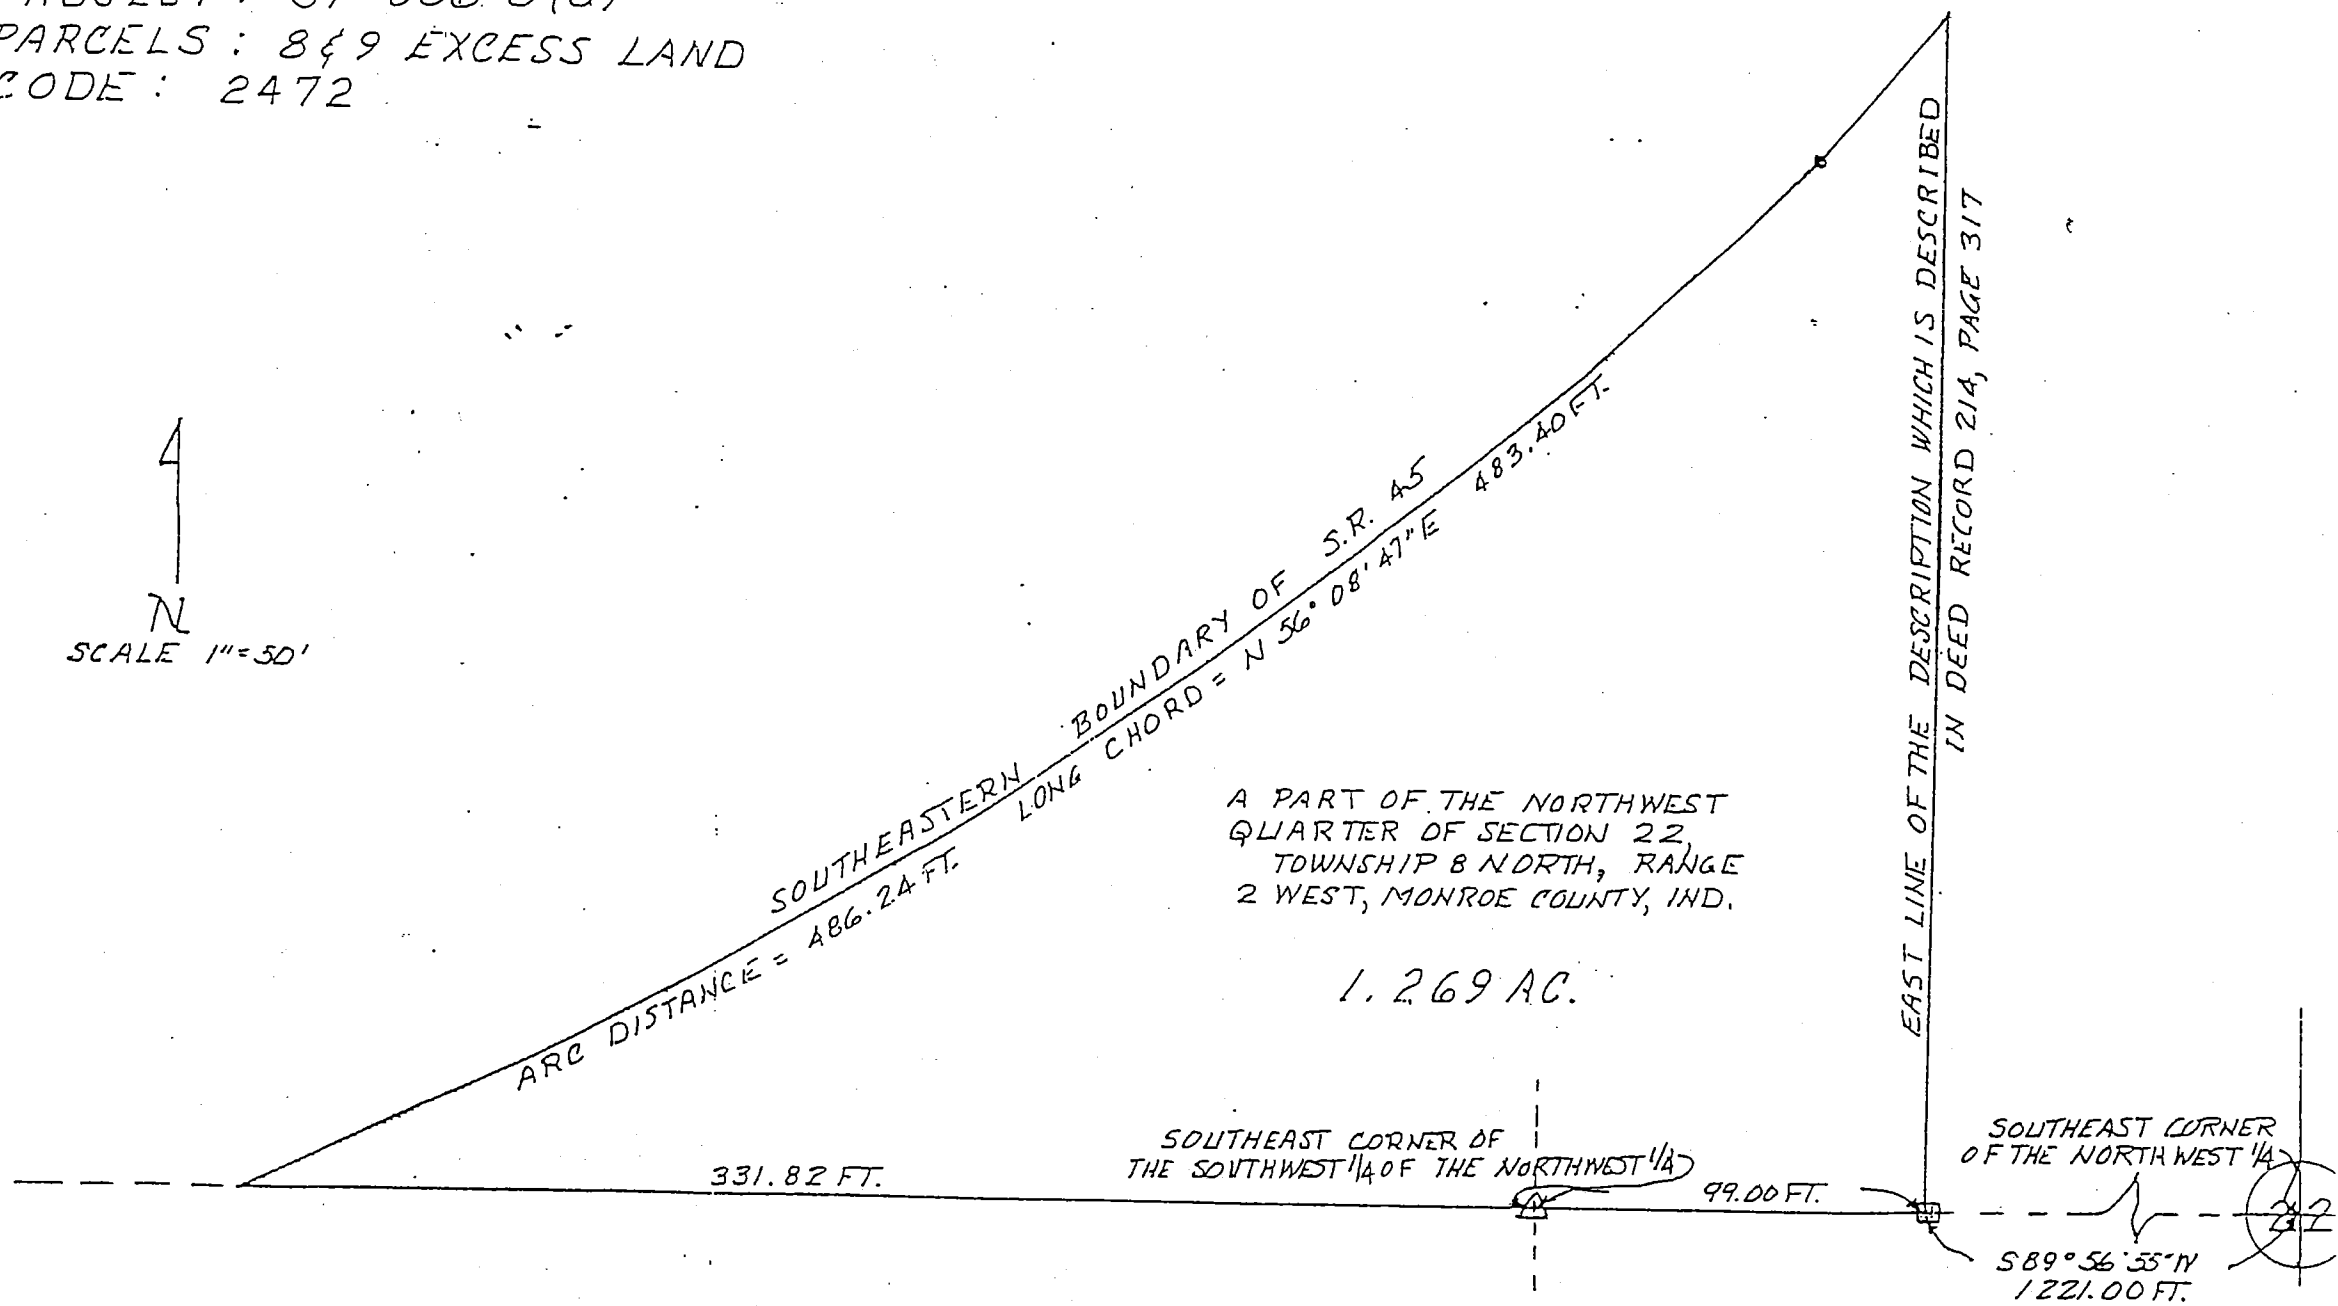 PARCELS : 8 & 9 EXCESS LAND
CODE : 2472
N
SCALE 1"=50'
SOUTHEASTERN BOUNDARY OF S.R. 45
ARC DISTANCE = 486.24 FT.
LONG CHORD = N 56° 08' 47" E 483.40 FT.
EAST LINE OF THE DESCRIPTION WHICH IS DESCRIBED
IN DEED RECORD 214, PAGE 317
A PART OF THE NORTHWEST
QUARTER OF SECTION 22,
TOWNSHIP 8 NORTH, RANGE
2 WEST, MONROE COUNTY, IND.
1.269 AC.
SOUTHEAST CORNER OF
THE SOUTHWEST 1/4 OF THE NORTHWEST 1/4
331.82 FT.
99.00 FT.
SOUTHEAST CORNER
OF THE NORTHWEST 1/4
22
S 89° 56' 55" W
1221.00 FT.